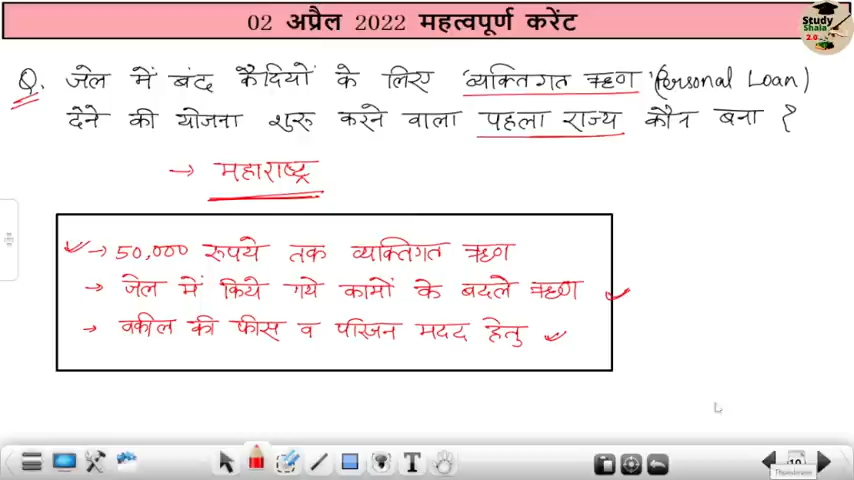 02 अप्रैल 2022 महत्वपूर्ण करेंट
Study
Shala
2.0
Q. जेल में बंद कैदियों के लिए 'व्यक्तिगत ऋण' (Personal Loan)
देने की योजना शुरू करने वाला पहला राज्य कौन बना ?
→ महाराष्ट्र
→ 50,000 रुपये तक व्यक्तिगत ऋण
→ जेल में किये गये कामों के बदले ऋण
→ वकील की फीस व परिजन मदद हेतु
T
10